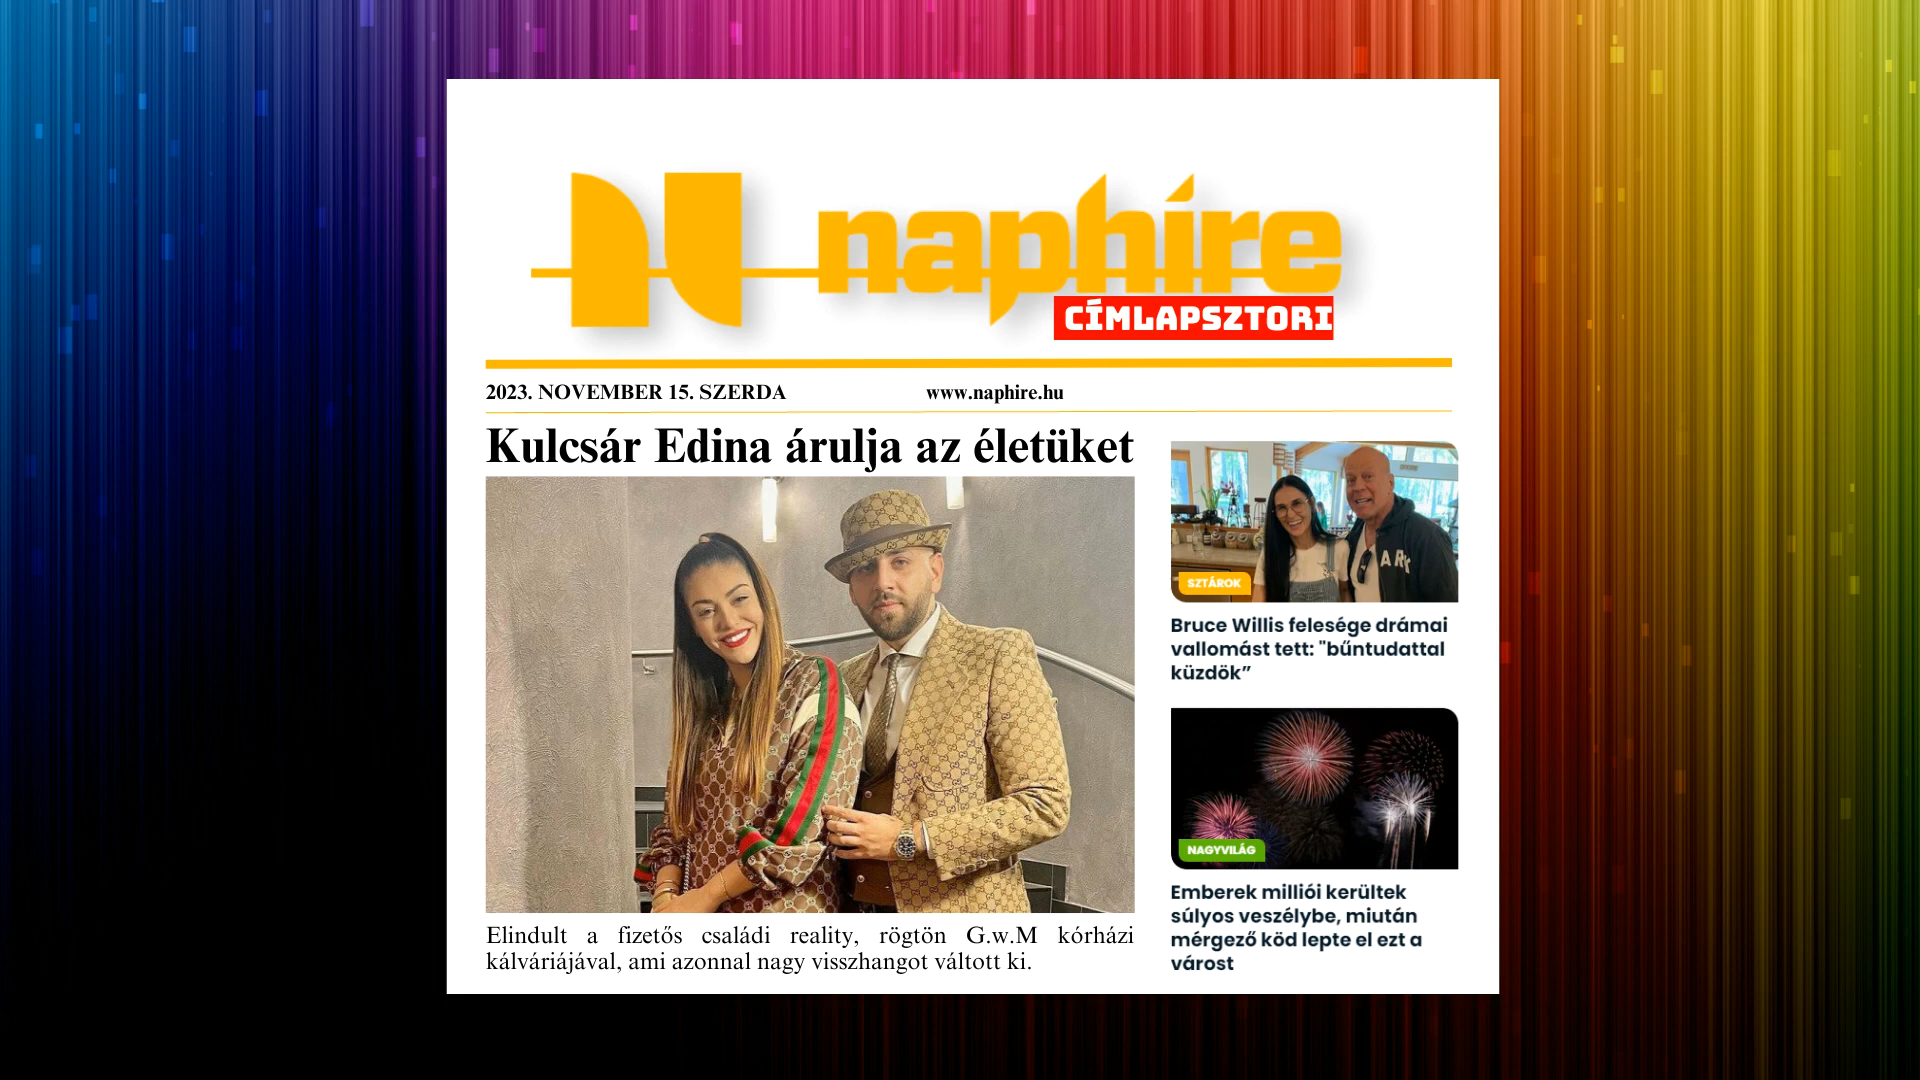 naphíre
CÍMLAPSZTORI
2023. NOVEMBER 15. SZERDA
www.naphire.hu
Kulcsár Edina árulja az életüket
Elindult a fizetős családi reality, rögtön G.w.M kórházi
kálváriájával, ami azonnal nagy visszhangot váltott ki.
SZTÁROK
Bruce Willis felesége drámai
vallomást tett: "bűntudattal
küzdök”
NAGYVILÁG
Emberek milliói kerültek
súlyos veszélybe, miután
mérgező köd lepte el ezt a
várost